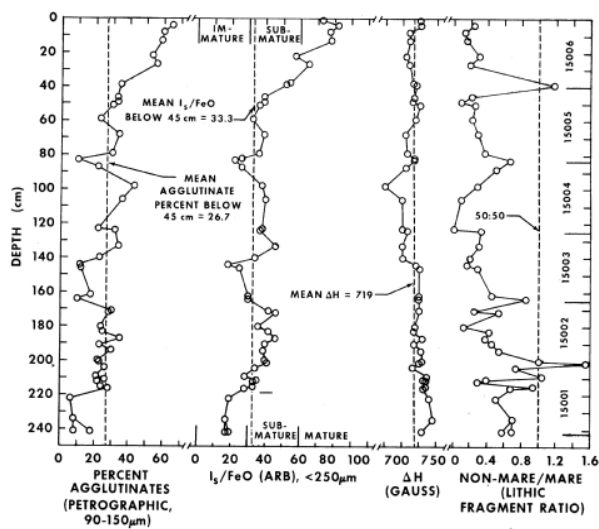 0
20
40
60
80
100
120
140
160
180
200
220
240
DEPTH (cm)
IM-
MATURE
SUB-
MATURE
MEAN Is/FeO
BELOW 45 cm = 33.3
MEAN
AGGLUTINATE
PERCENT BELOW
45 cm = 26.7
MEAN ΔH = 719
50:50
SUB-
MATURE
MATURE
15006
15005
15004
15003
15002
15001
0 20 40 60
0 30 60 90
700 750
0 0.4 0.8 1.2 1.6
PERCENT
AGGLUTINATES
(PETROGRAPHIC,
90-150µm)
Is/FeO (ARB), <250µm
ΔH
(GAUSS)
NON-MARE/MARE
(LITHIC
FRAGMENT RATIO)